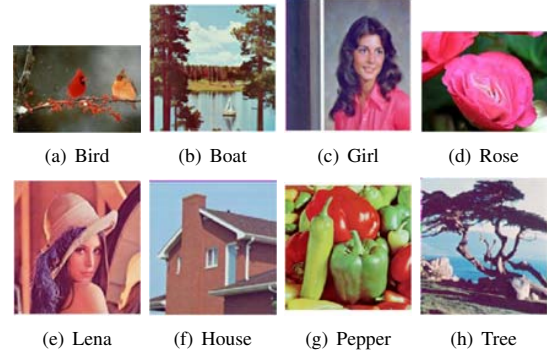 (a) Bird (b) Boat (c) Girl (d) Rose
(e) Lena (f) House (g) Pepper (h) Tree